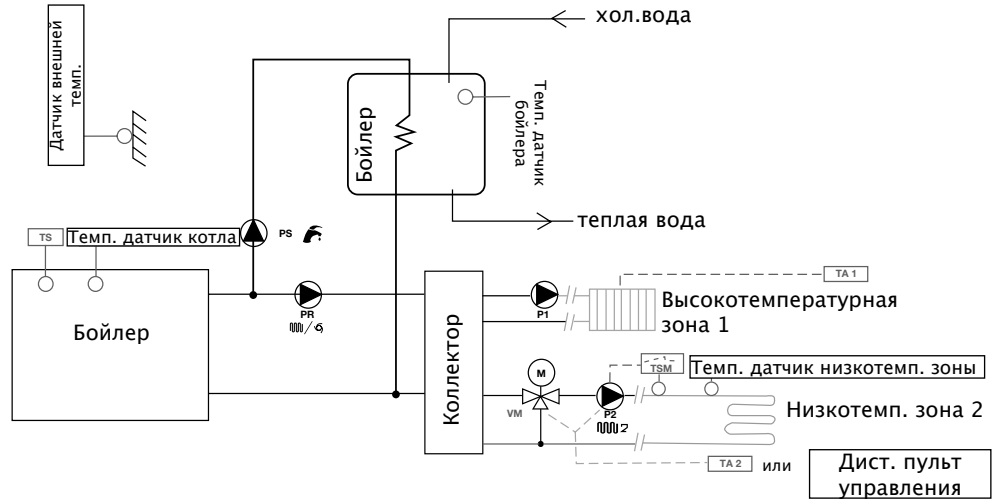 хол.вода
Датчик внешней
темп.
Темп. датчик
бойлера
Бойлер
теплая вода
TS
Темп. датчик котла
PS
Бойлер
PR
Коллектор
P1
TA 1
Высокотемпературная
зона 1
M
VM
P2
TSM
Темп. датчик низкотемп. зоны
Низкотемп. зона 2
TA 2
или
Дист. пульт
управления